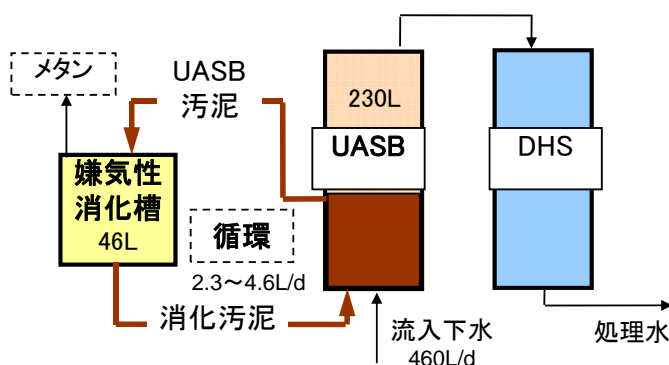 メタン
UASB
汚泥
嫌気性
消化槽
46L
循環
2.3～4.6L/d
消化汚泥
230L
UASB
流入下水
460L/d
DHS
処理水